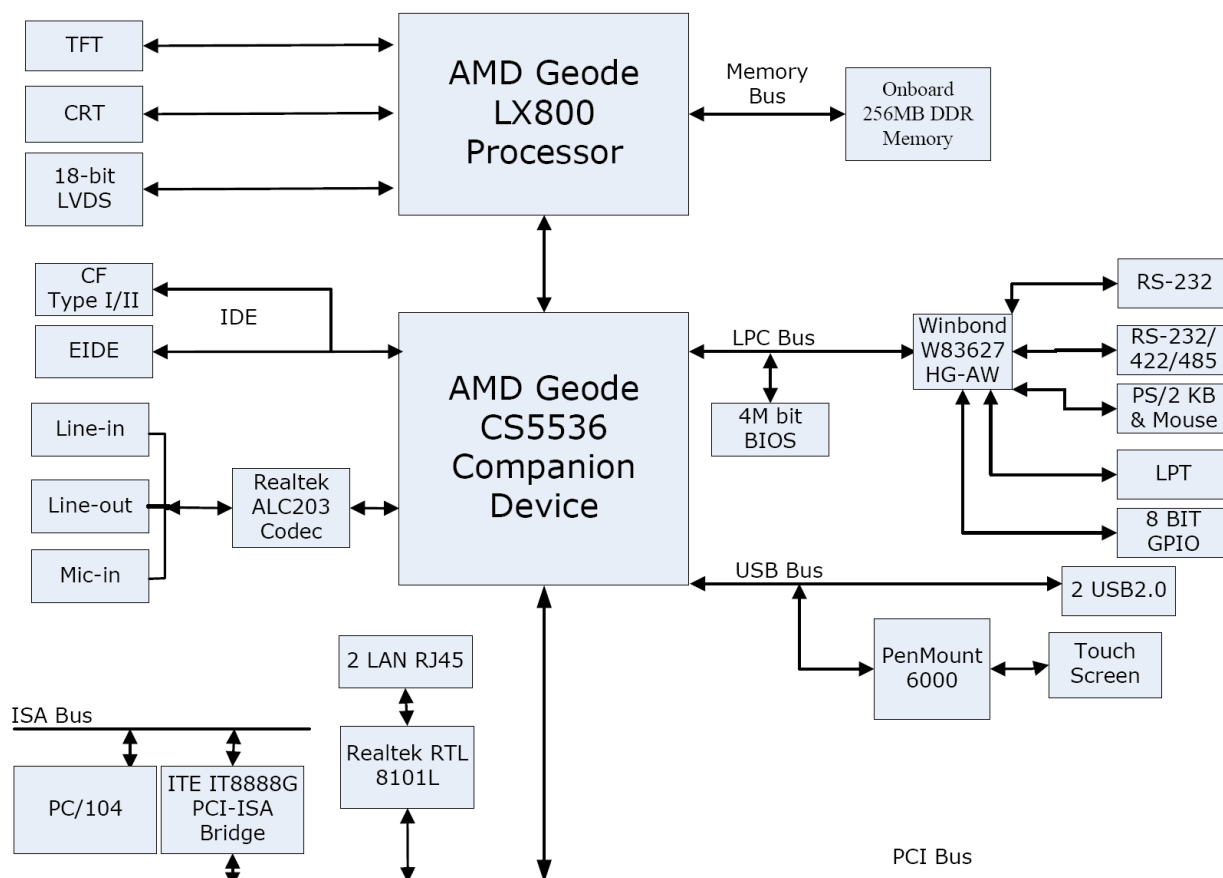 TFT
CRT
18-bit
LVDS
AMD Geode
LX800
Processor
Memory
Bus
Onboard
256MB DDR
Memory
CF
Type I/II
IDE
EIDE
AMD Geode
CS5536
Companion
Device
LPC Bus
4M bit
BIOS
Winbond
W83627
HG-AW
RS-232
RS-232/
422/485
PS/2 KB
& Mouse
LPT
8 BIT
GPIO
Line-in
Line-out
Mic-in
Realtek
ALC203
Codec
USB Bus
2 USB2.0
PenMount
6000
Touch
Screen
2 LAN RJ45
Realtek RTL
8101L
ISA Bus
PC/104
ITE IT8888G
PCI-ISA
Bridge
PCI Bus